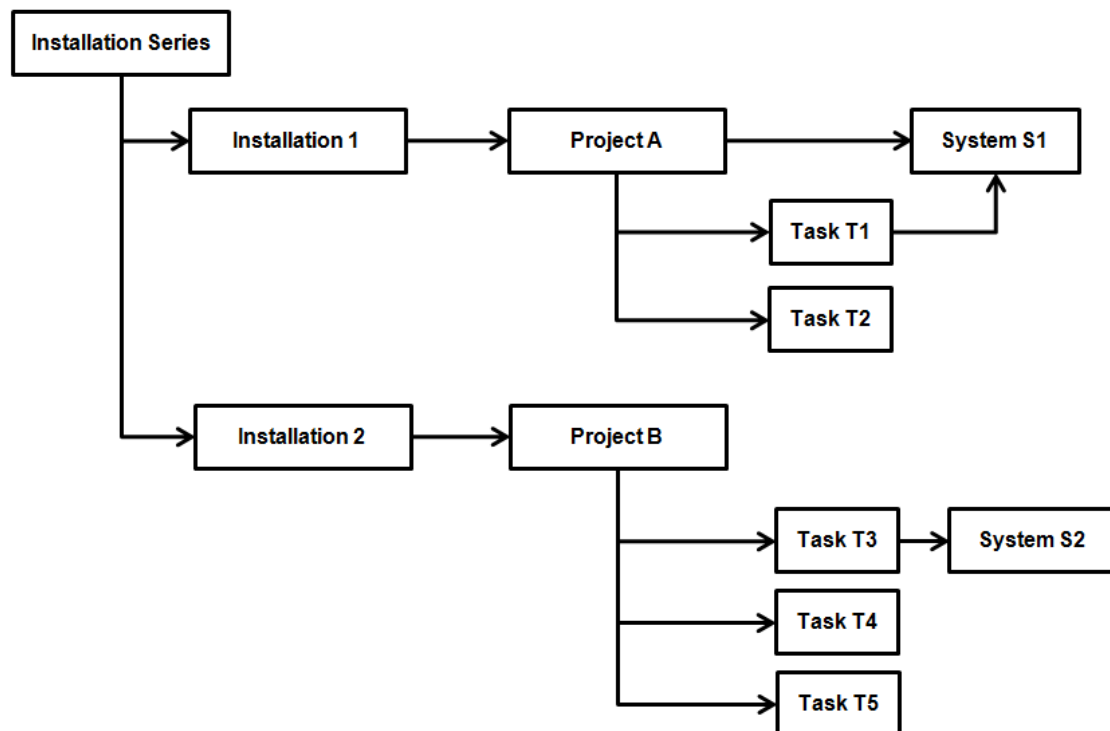 Installation Series
Installation 1
Project A
System S1
Task T1
Task T2
Installation 2
Project B
Task T3
System S2
Task T4
Task T5